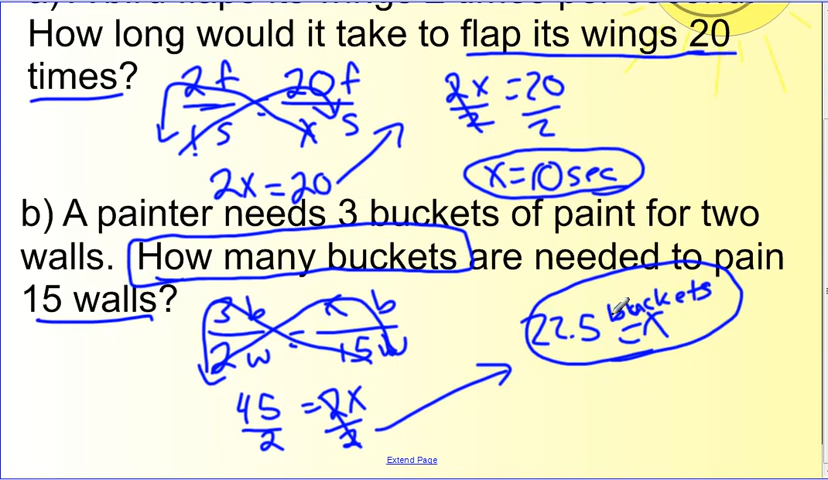 How long would it take to flap its wings 20
times?
2f 20f 2x = 20
1s = x s 2 2
2x = 20 x = 10 sec
b) A painter needs 3 buckets of paint for two
walls. How many buckets are needed to pain
15 walls?
3b = x b
2w 15w
22.5 buckets = x
45 = 2x
2 2
Extend Page